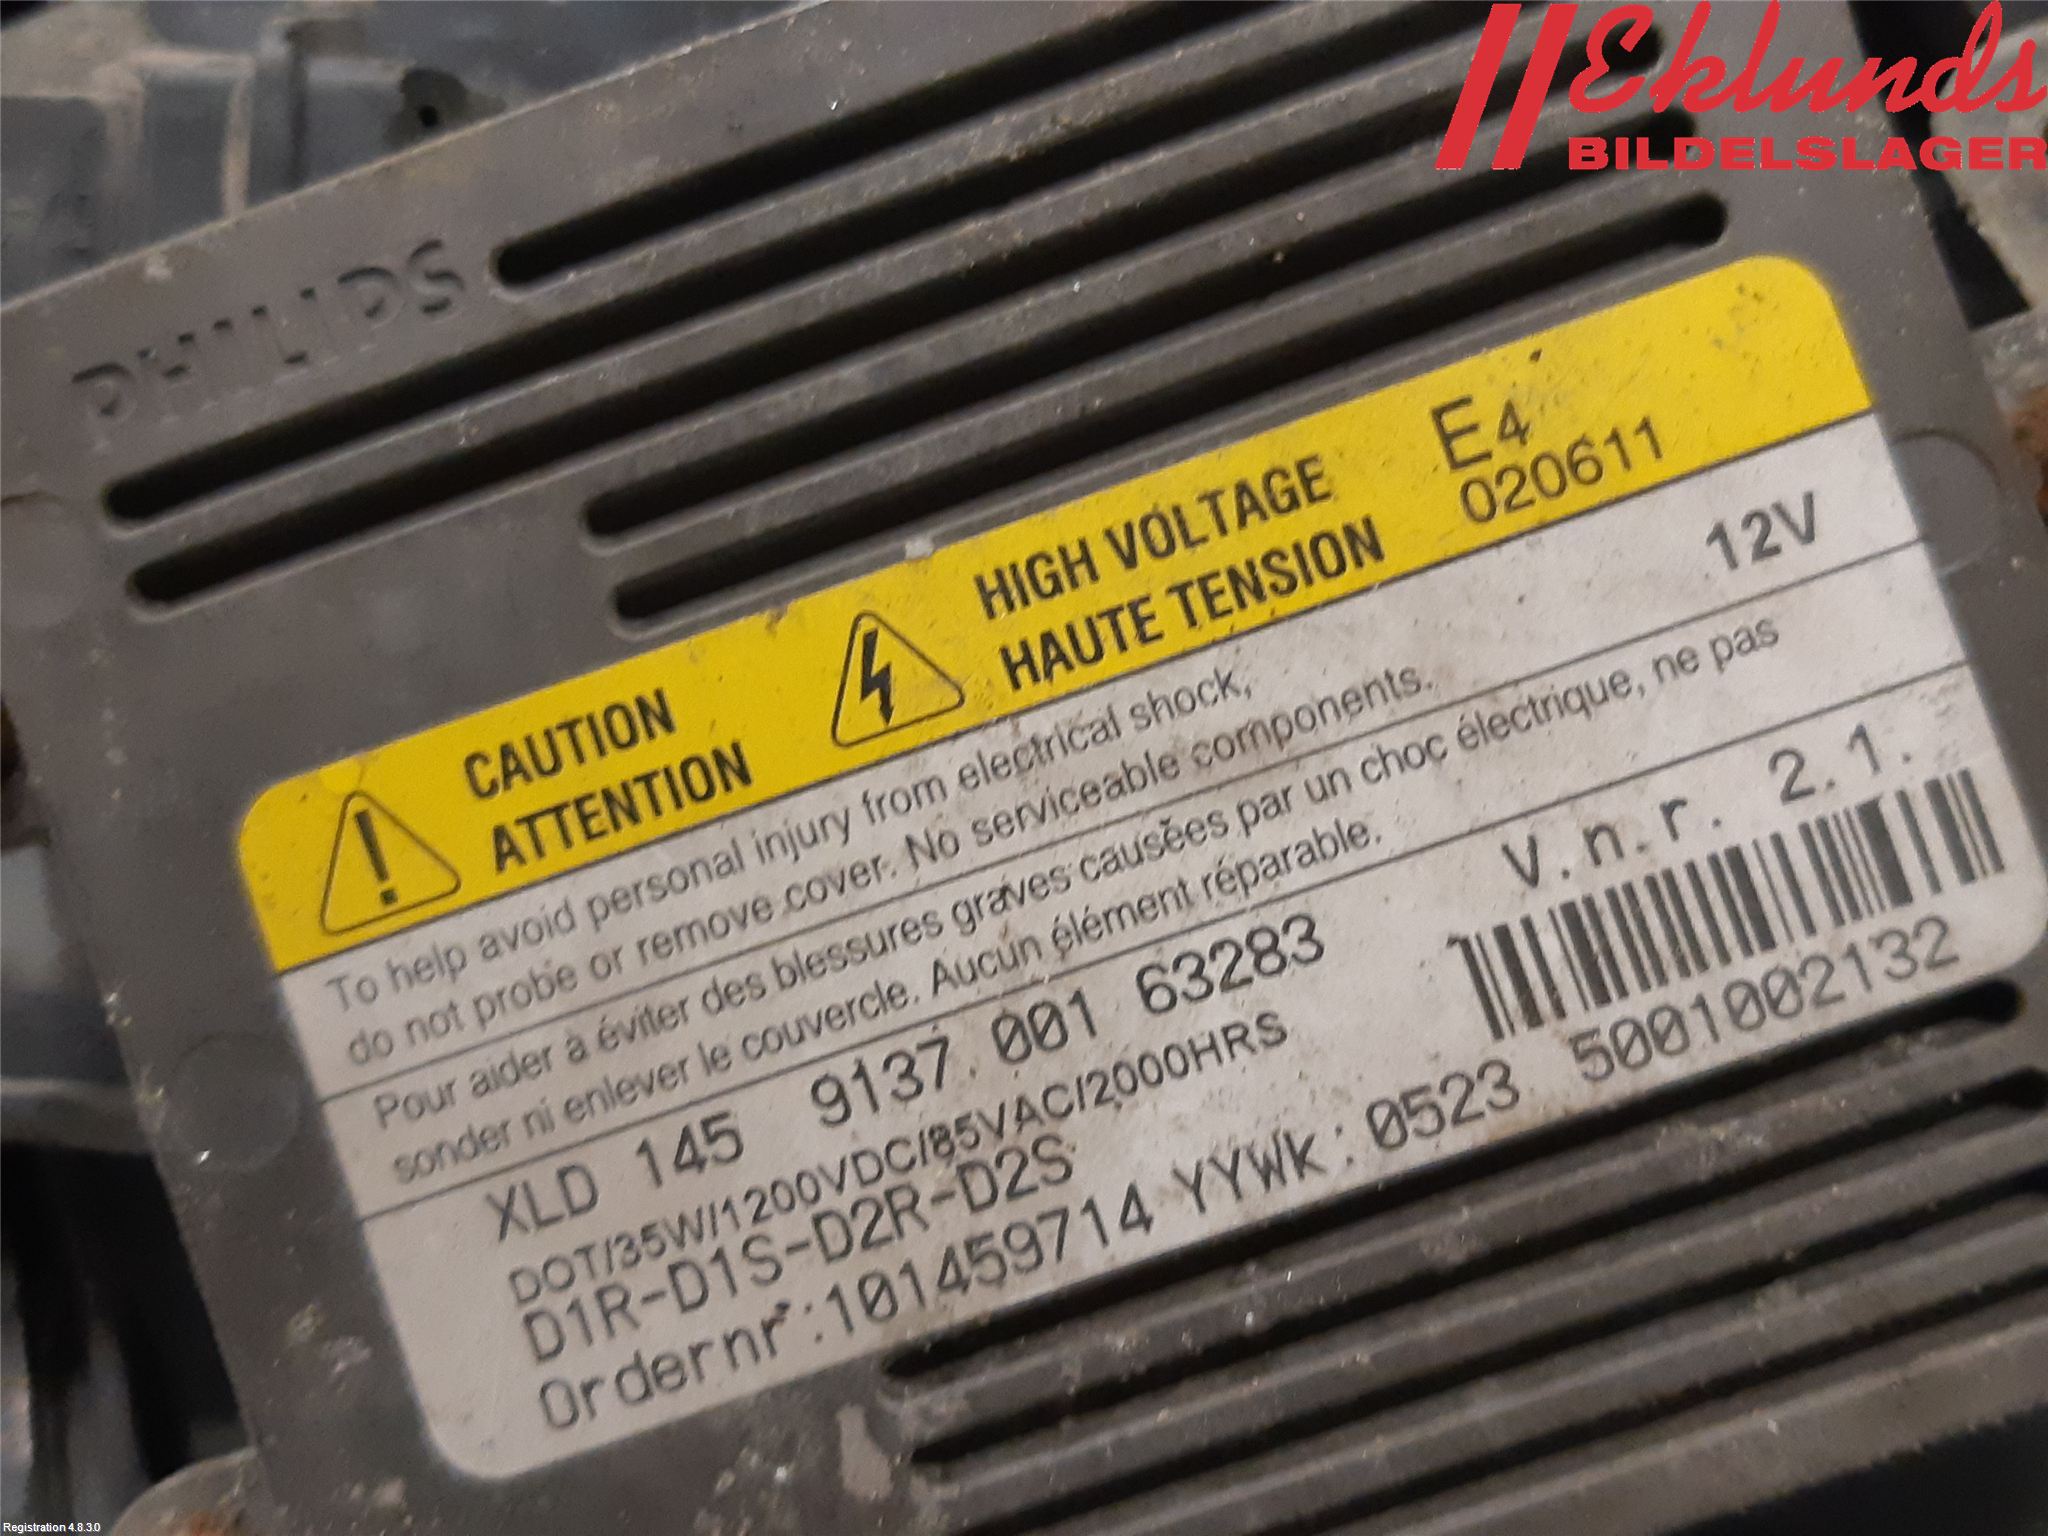 Eklunds
BILDELSLAGER
PHILIPS
CAUTION
ATTENTION
HIGH VOLTAGE
HAUTE TENSION
E4
020611
To help avoid personal injury from electrical shock,
do not probe or remove cover. No serviceable components.
12V
Pour aider à éviter des blessures graves causées par un choc électrique, ne pas
sonder ni enlever le couvercle. Aucun élément réparable.
XLD 145 9137.001 63283
V.n.r. 2.1.
DOT/35W/1200VDC/85VAC/2000HRS
D1R-D1S-D2R-D2S
Ordernr:101459714 YYWk:0523 5001002132
Registration 4.8.3.0